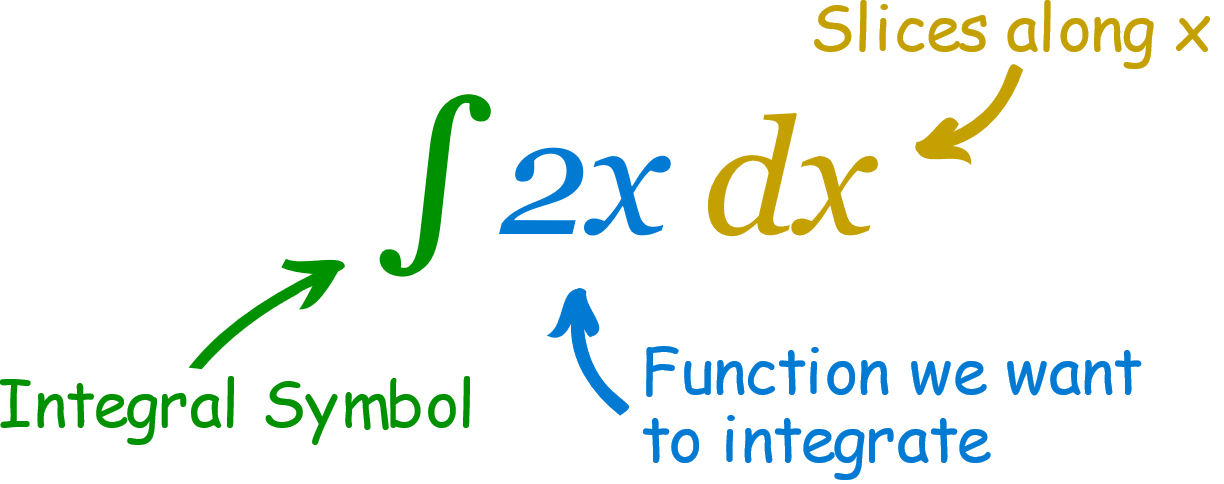 Slices along x
∫ 2x dx
Integral Symbol
Function we want
to integrate